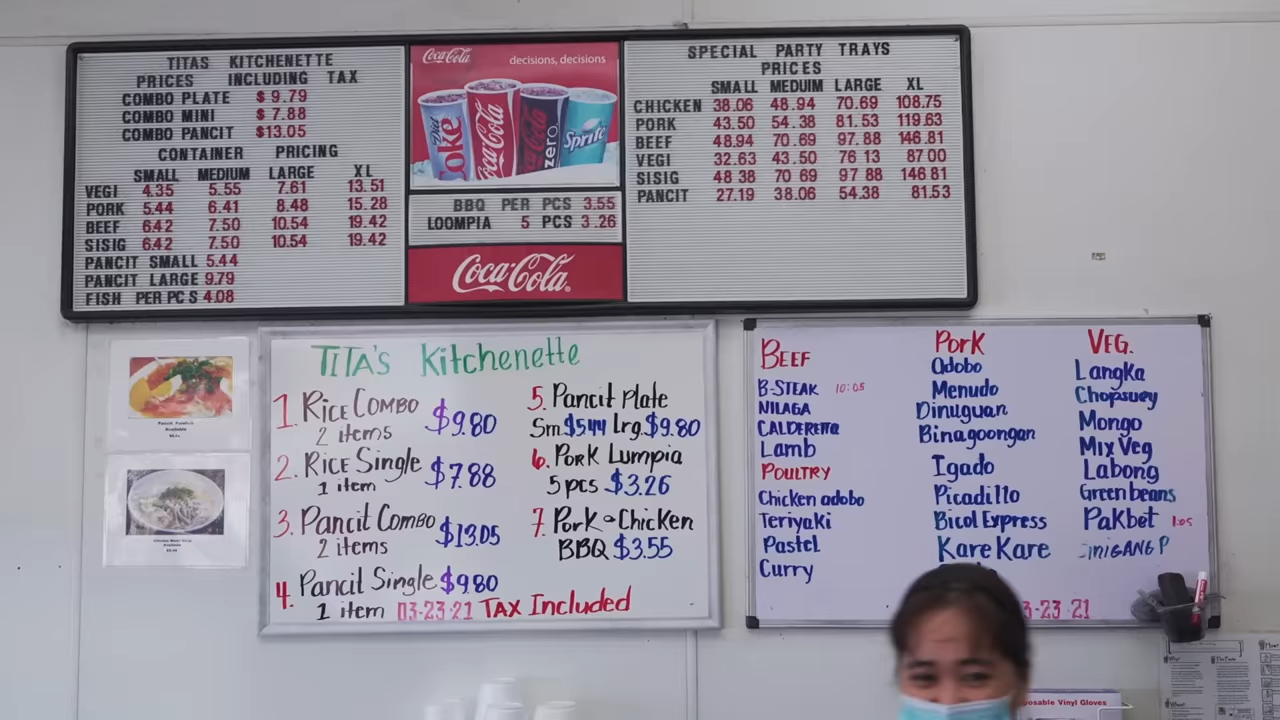 TITAS KITCHENETTE
PRICES INCLUDING TAX
COMBO PLATE $ 9.79
COMBO MINI $ 7.88
COMBO PANCIT $13.05
CONTAINER PRICING
SMALL MEDIUM LARGE XL
VEGI 4.35 5.55 7.61 13.51
PORK 5.44 6.41 8.48 15.28
BEEF 6.42 7.50 10.54 19.42
SISIG 6.42 7.50 10.54 19.42
PANCIT SMALL 5.44
PANCIT LARGE 9.79
FISH PER PC S 4.08
Coca-Cola
decisions, decisions
Diet Coke
Coca-Cola
Coca-Cola zero
Sprite
BBQ PER PCS 3.55
LOOMPIA 5 PCS 3.26
Coca-Cola
SPECIAL PARTY TRAYS
PRICES
SMALL MEDUIM LARGE XL
CHICKEN 38.06 48.94 70.69 108.75
PORK 43.50 54.38 81.53 119.63
BEEF 48.94 70.69 97.88 146.81
VEGI 32.63 43.50 76 13 87 00
SISIG 48 38 70 69 97 88 146 81
PANCIT 27.19 38.06 54.38 81.53
TITA'S Kitchenette
1. Rice Combo $9.80
2 items
2. Rice Single $7.88
1 item
3. Pancit Combo $13.05
2 items
4. Pancit Single $9.80
1 item 03-23-21 TAX Included
5. Pancit Plate
Sm $5.44 Lrg. $9.80
6. Pork Lumpia
5 pcs $3.26
7. Pork-Chicken
BBQ $3.55
BEEF
B-STEAK 10:05
NILAGA
CALDERETTA
Lamb
POULTRY
Chicken adobo
Teriyaki
Pastel
Curry
Pork
Adobo
Menudo
Dinuguan
Binagoongan
Igado
Picadillo
Bicol Express
Kare Kare
3-23-21
VEG.
Langka
Chopsuey
Mongo
Mix Veg
Labong
Green beans
Pakbet 1:05
SINIGANG P
posable Vinyl Gloves